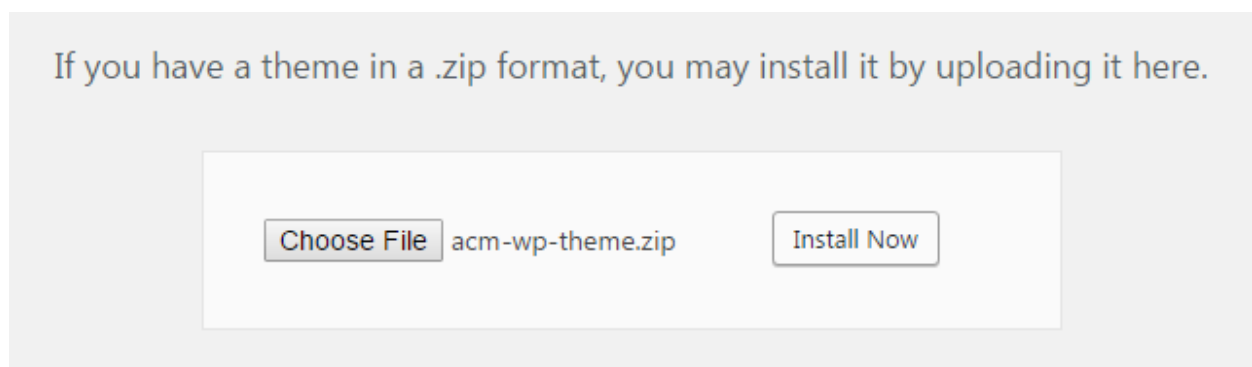 If you have a theme in a .zip format, you may install it by uploading it here.
Choose File acm-wp-theme.zip Install Now